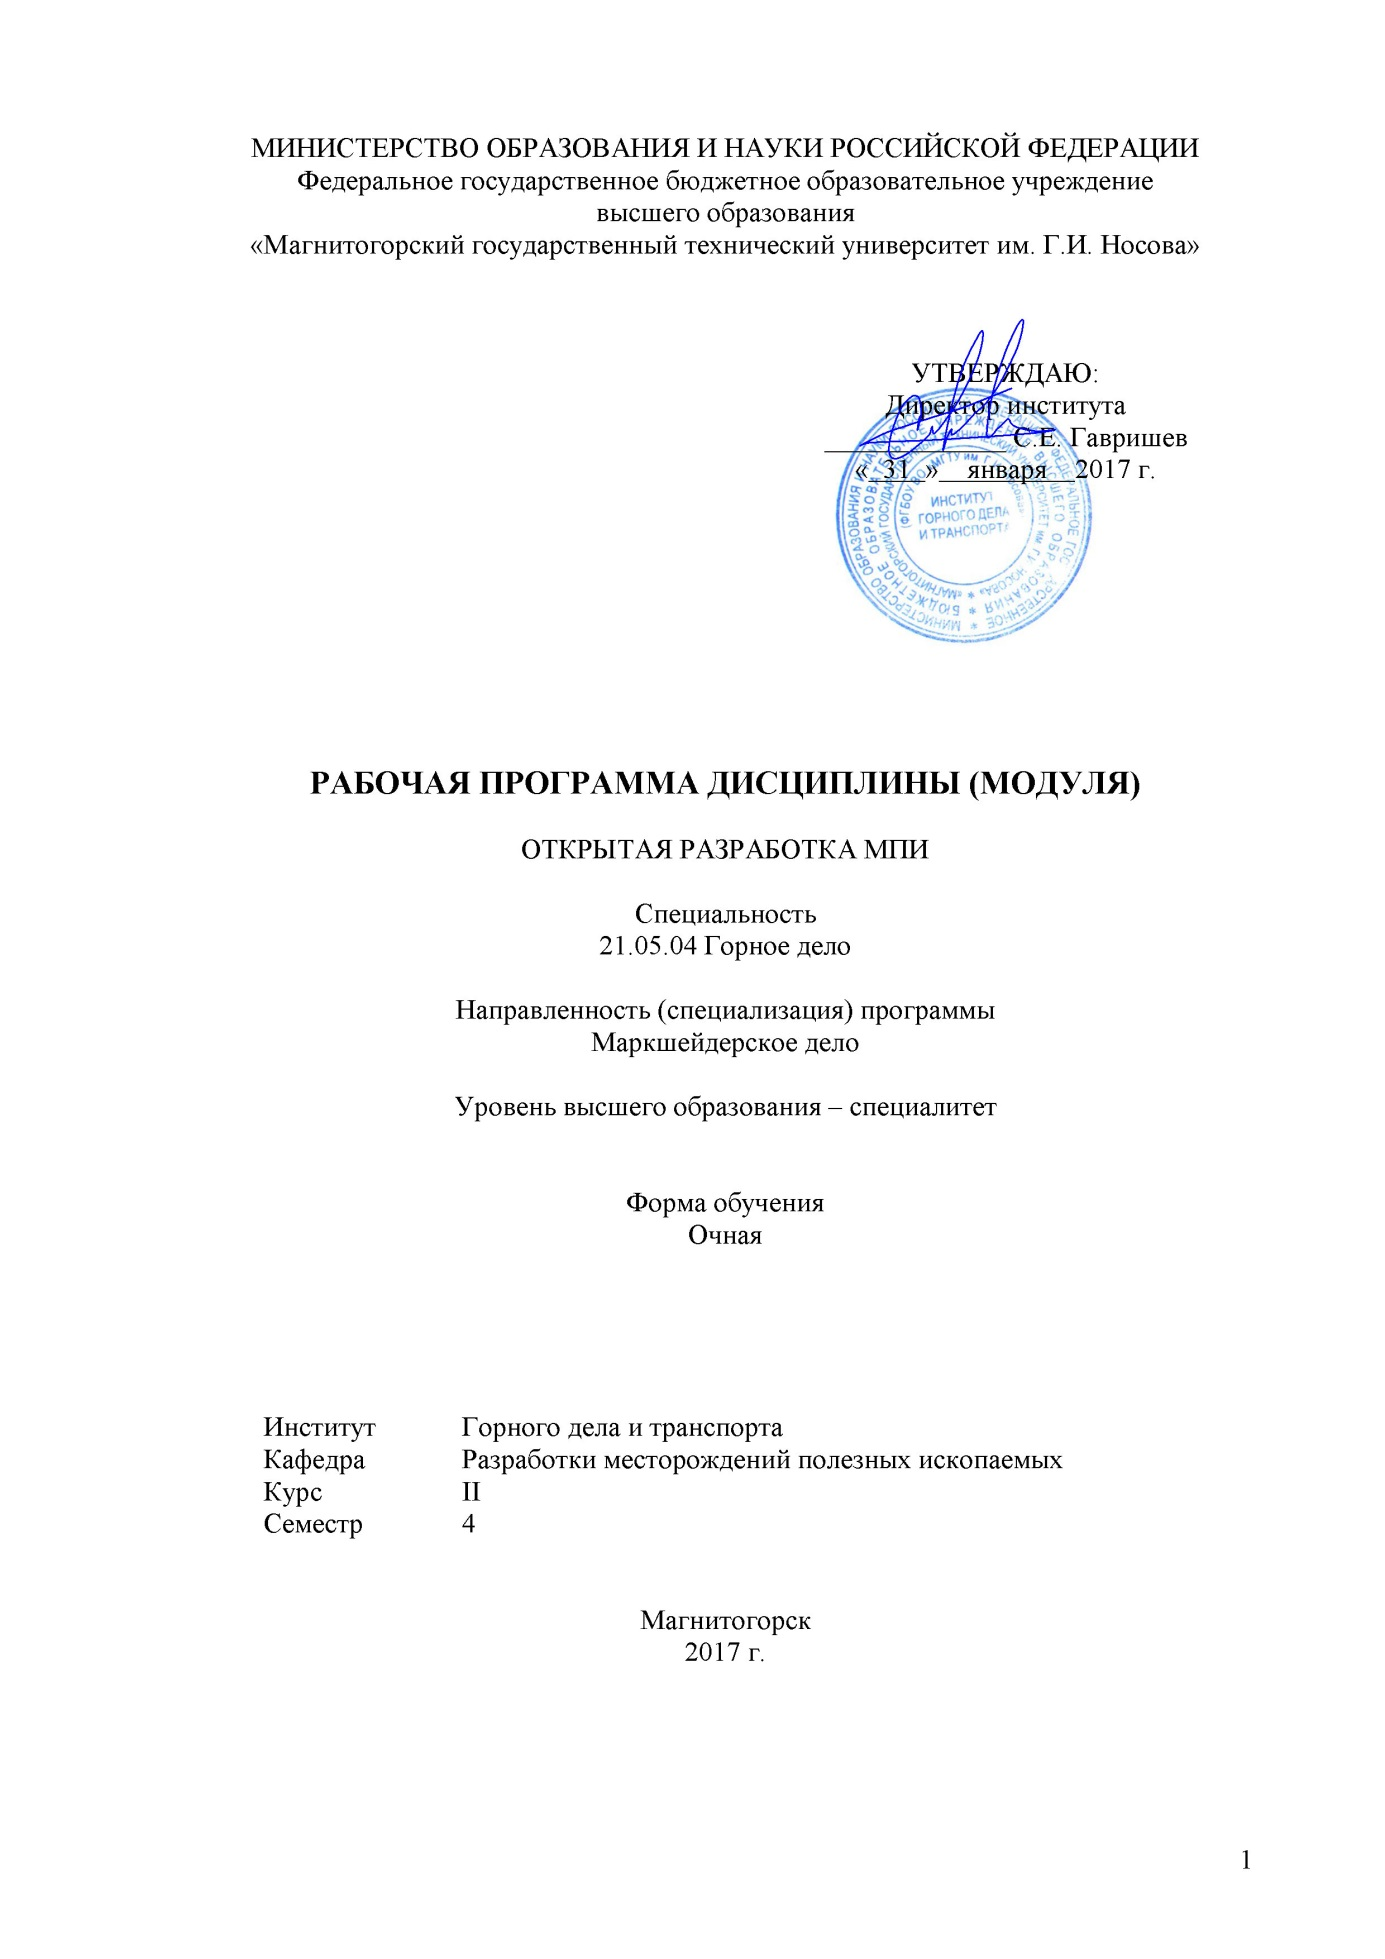 МИНИСТЕРСТВО ОБРАЗОВАНИЯ И НАУКИ РОССИЙСКОЙ ФЕДЕРАЦИИ
Федеральное государственное бюджетное образовательное учреждение
высшего образования
«Магнитогорский государственный технический университет им. Г.И. Носова»
УТВЕРЖДАЮ:
Директор института
С.Е. Гавришев
« 31 » января 2017 г.
ИНСТИТУТ
ГОРНОГО ДЕЛА
И ТРАНСПОРТА
РАБОЧАЯ ПРОГРАММА ДИСЦИПЛИНЫ (МОДУЛЯ)
ОТКРЫТАЯ РАЗРАБОТКА МПИ
Специальность
21.05.04 Горное дело
Направленность (специализация) программы
Маркшейдерское дело
Уровень высшего образования – специалитет
Форма обучения
Очная
Институт Горного дела и транспорта
Кафедра Разработки месторождений полезных ископаемых
Курс II
Семестр 4
Магнитогорск
2017 г.
1